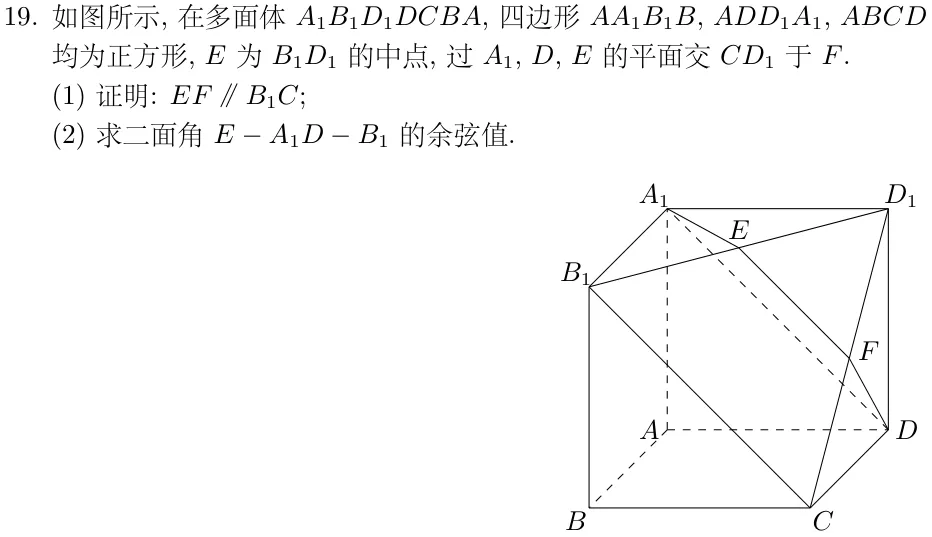 19. 如图所示, 在多面体 A₁B₁D₁DCBA, 四边形 AA₁B₁B, ADD₁A₁, ABCD
均为正方形, E 为 B₁D₁ 的中点, 过 A₁, D, E 的平面交 CD₁ 于 F.
(1) 证明: EF ∥ B₁C;
(2) 求二面角 E − A₁D − B₁ 的余弦值.
A₁
D₁
E
B₁
F
A
D
B
C